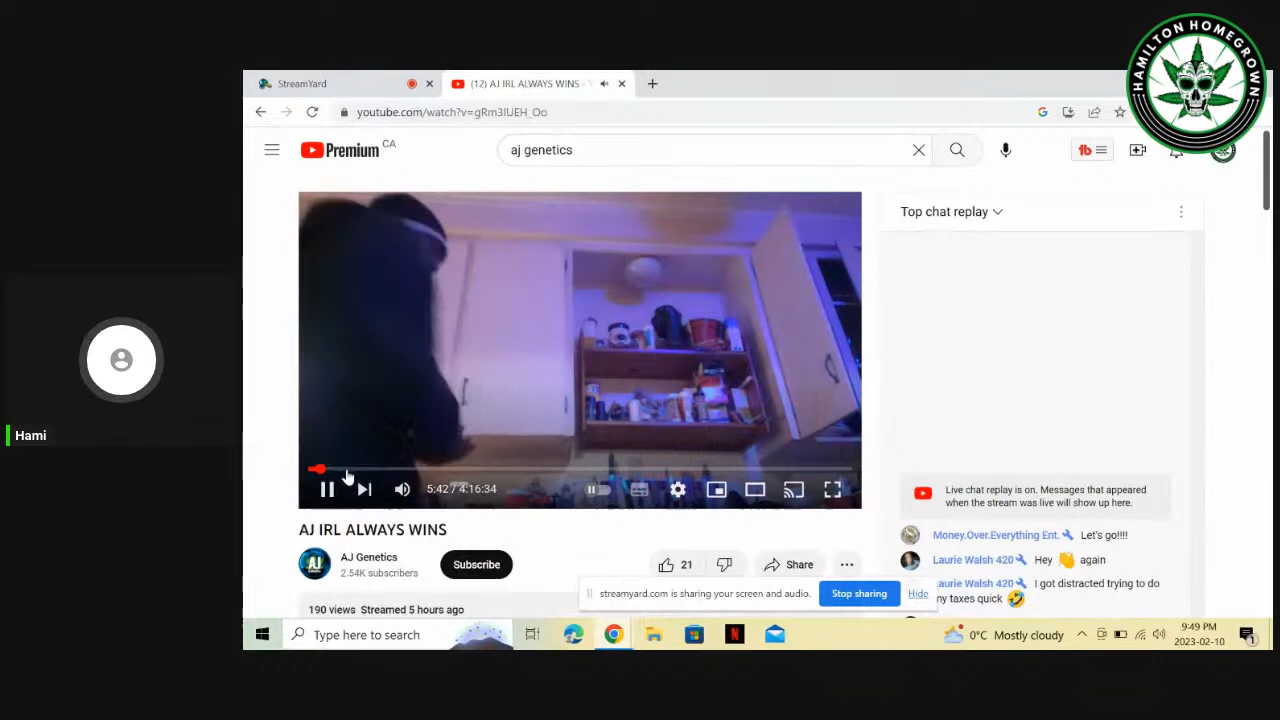 HAMILTON HOMEGROWN
StreamYard
(12) AJ IRL ALWAYS WINS -
youtube.com/watch?v=gRm3lUEH_Oo
Premium CA
aj genetics
Top chat replay
Live chat replay is on. Messages that appeared
when the stream was live will show up here.
Money.Over.Everything Ent. Let's go!!!!
Laurie Walsh 420 Hey 👋 again
Laurie Walsh 420 I got distracted trying to do
my taxes quick 🤣
Hami
5:42 / 4:16:34
AJ IRL ALWAYS WINS
AJ
AJ Genetics
2.54K subscribers
Subscribe
21
Share
190 views Streamed 5 hours ago
streamyard.com is sharing your screen and audio.
Stop sharing
Hide
Type here to search
N
0°C Mostly cloudy
9:49 PM
2023-02-10
1